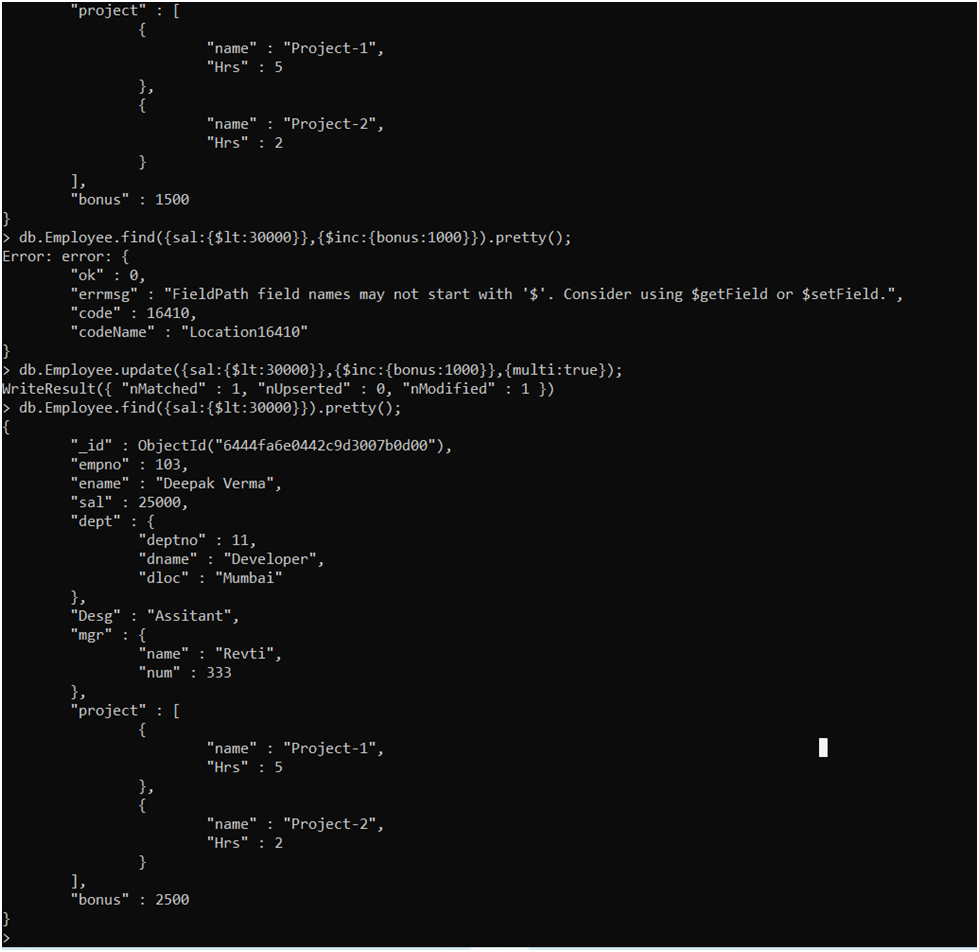 "project" : [
{
"name" : "Project-1",
"Hrs" : 5
},
{
"name" : "Project-2",
"Hrs" : 2
}
],
"bonus" : 1500
}
> db.Employee.find({sal:{$lt:30000}},{$inc:{bonus:1000}}).pretty();
Error: error: {
"ok" : 0,
"errmsg" : "FieldPath field names may not start with '$'. Consider using $getField or $setField.",
"code" : 16410,
"codeName" : "Location16410"
}
> db.Employee.update({sal:{$lt:30000}},{$inc:{bonus:1000}},{multi:true});
WriteResult({ "nMatched" : 1, "nUpserted" : 0, "nModified" : 1 })
> db.Employee.find({sal:{$lt:30000}}).pretty();
{
"_id" : ObjectId("6444fa6e0442c9d3007b0d00"),
"empno" : 103,
"ename" : "Deepak Verma",
"sal" : 25000,
"dept" : {
"deptno" : 11,
"dname" : "Developer",
"dloc" : "Mumbai"
},
"Desg" : "Assitant",
"mgr" : {
"name" : "Revti",
"num" : 333
},
"project" : [
{
"name" : "Project-1",
"Hrs" : 5
},
{
"name" : "Project-2",
"Hrs" : 2
}
],
"bonus" : 2500
}
>